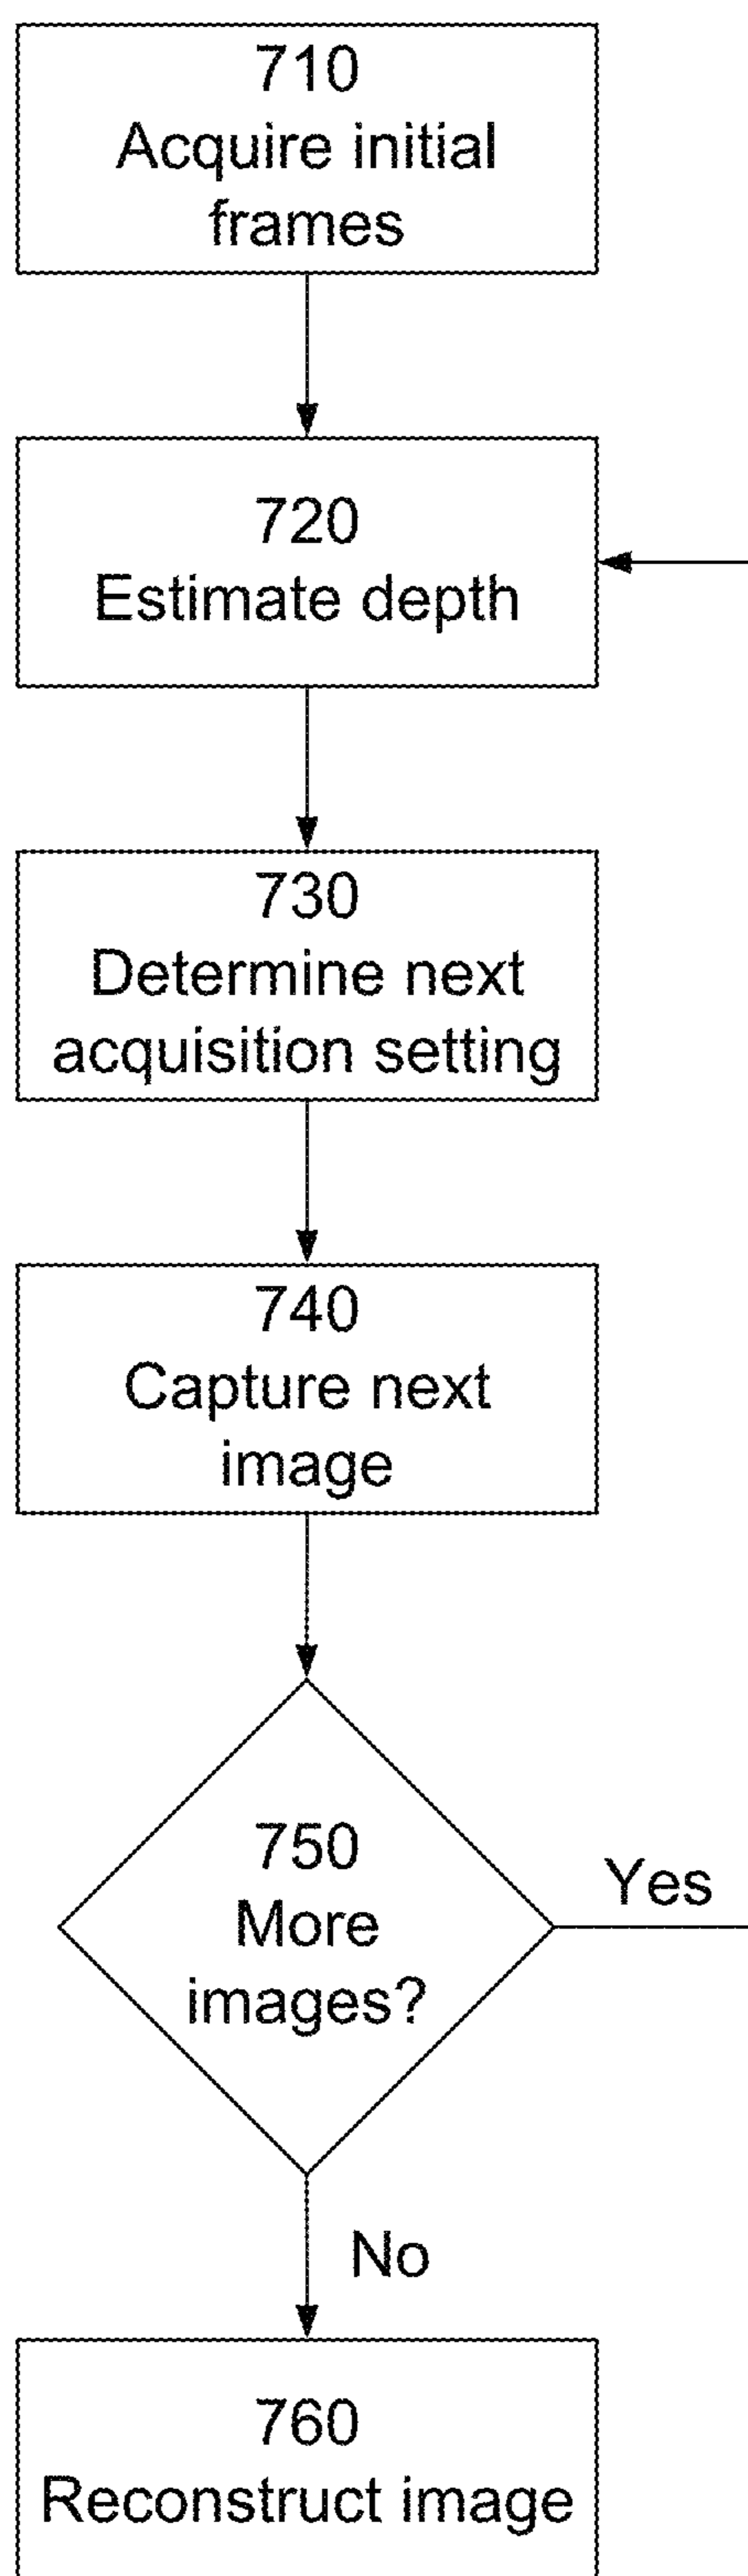 710
Acquire initial
frames
720
Estimate depth
730
Determine next
acquisition setting
740
Capture next
image
750
More
images?
Yes
No
760
Reconstruct image